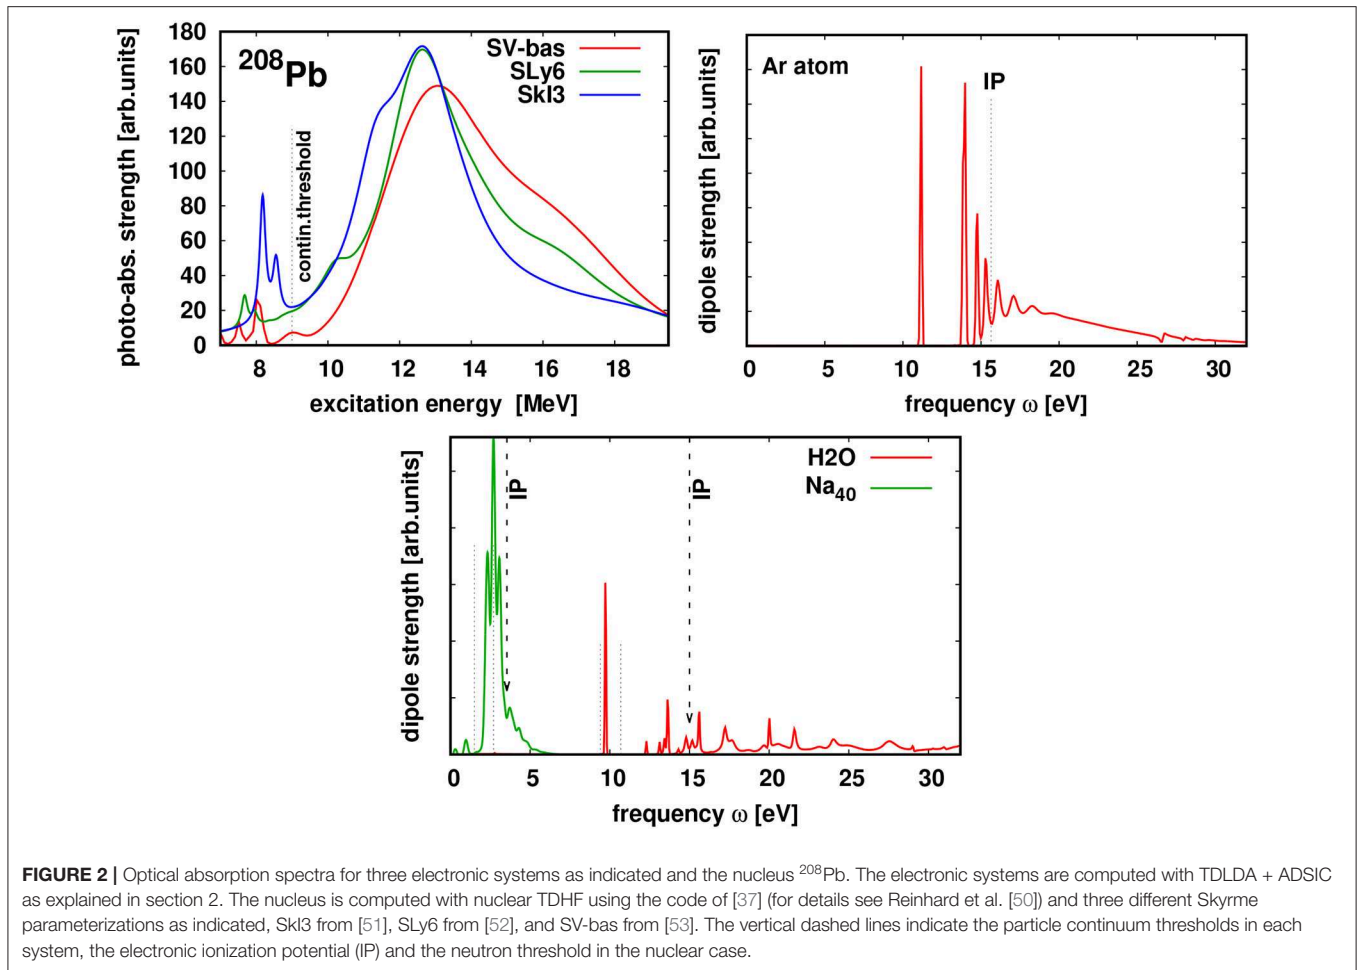 180
160
140
120
100
80
60
40
20
0
photo-abs. strength [arb.units]
208Pb
SV-bas
SLy6
SkI3
contin.threshold
8 10 12 14 16 18
excitation energy [MeV]
dipole strength [arb.units]
Ar atom
IP
0 5 10 15 20 25 30
frequency ω [eV]
dipole strength [arb.units]
IP
IP
H2O
Na40
0 5 10 15 20 25 30
frequency ω [eV]
FIGURE 2 | Optical absorption spectra for three electronic systems as indicated and the nucleus 208Pb. The electronic systems are computed with TDLDA + ADSIC
as explained in section 2. The nucleus is computed with nuclear TDHF using the code of [37] (for details see Reinhard et al. [50]) and three different Skyrme
parameterizations as indicated, SkI3 from [51], SLy6 from [52], and SV-bas from [53]. The vertical dashed lines indicate the particle continuum thresholds in each
system, the electronic ionization potential (IP) and the neutron threshold in the nuclear case.